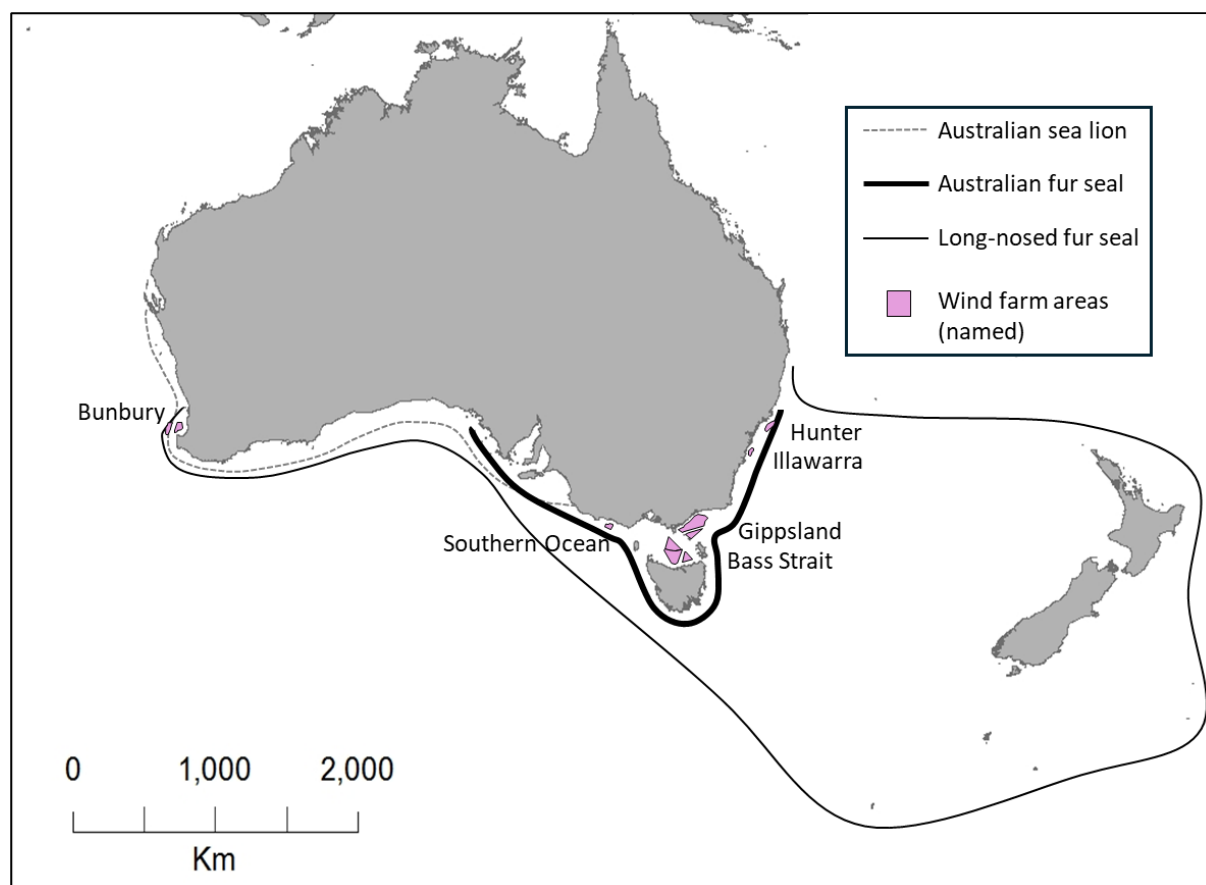 Australian sea lion
Australian fur seal
Long-nosed fur seal
Wind farm areas
(named)
Bunbury
Hunter
Illawarra
Southern Ocean
Gippsland
Bass Strait
0 1,000 2,000
Km